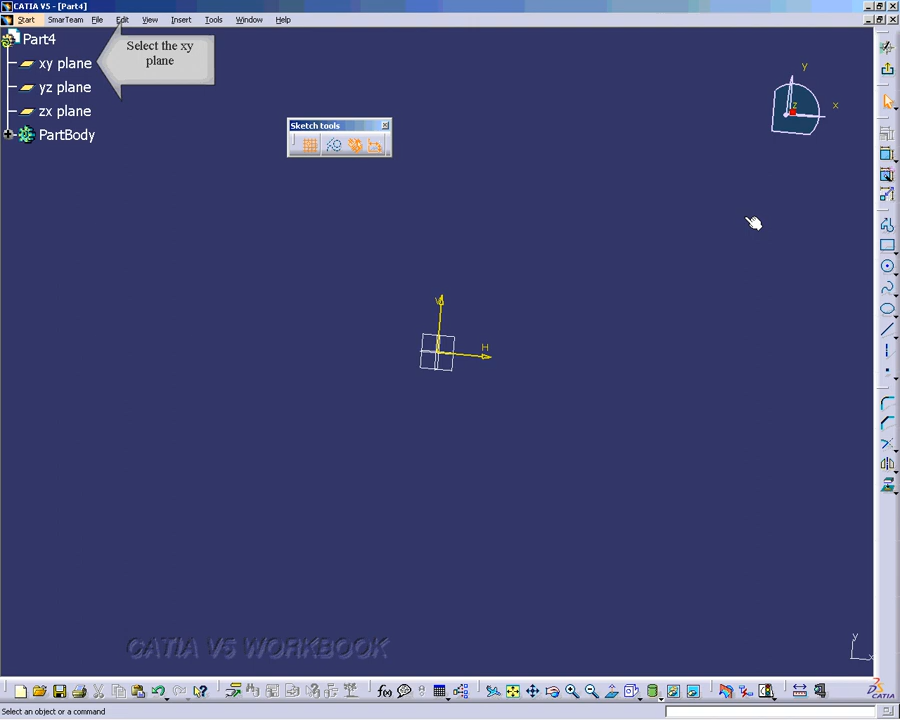 CATIA V5 - [Part4]
Start SmarTeam File Edit View Insert Tools Window Help
Part4
xy plane
yz plane
zx plane
PartBody
Select the xy
plane
Sketch tools
y
x
z
V
H
CATIA V5 WORKBOOK
y
x
f(x)
CATIA
Select an object or a command